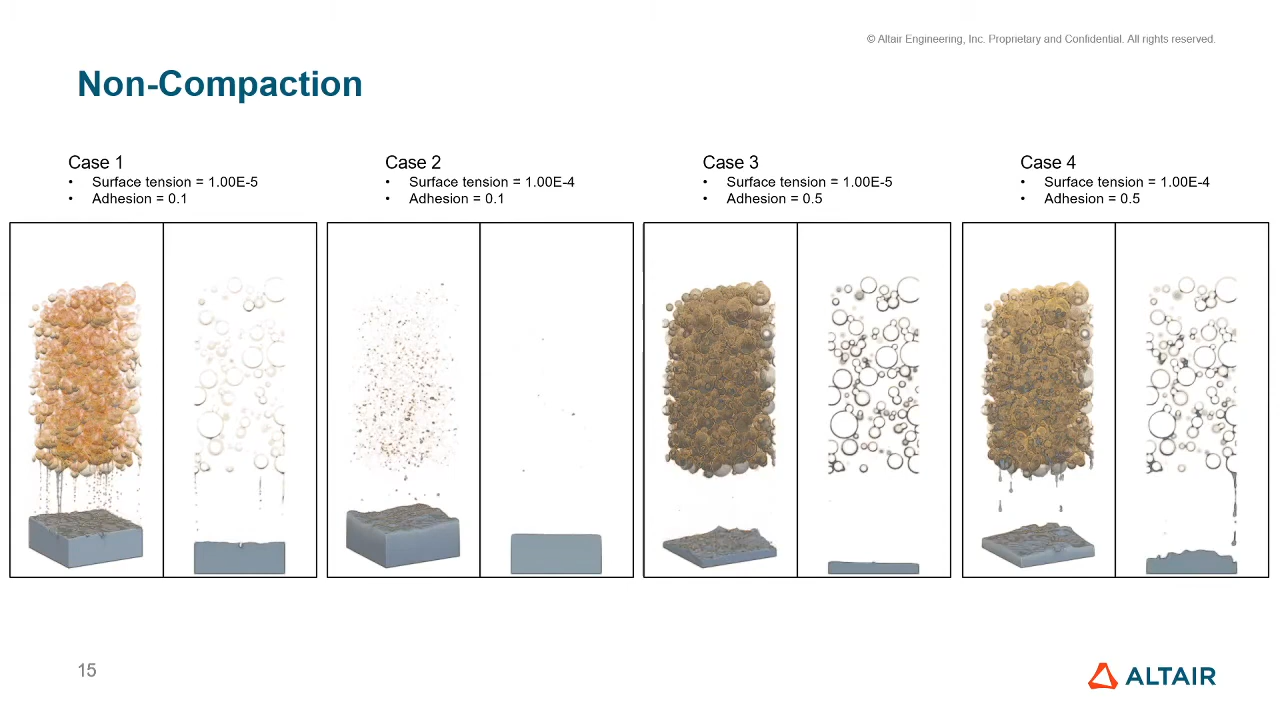 © Altair Engineering, Inc. Proprietary and Confidential. All rights reserved.
Non-Compaction
Case 1
• Surface tension = 1.00E-5
• Adhesion = 0.1
Case 2
• Surface tension = 1.00E-4
• Adhesion = 0.1
Case 3
• Surface tension = 1.00E-5
• Adhesion = 0.5
Case 4
• Surface tension = 1.00E-4
• Adhesion = 0.5
15
ALTAIR